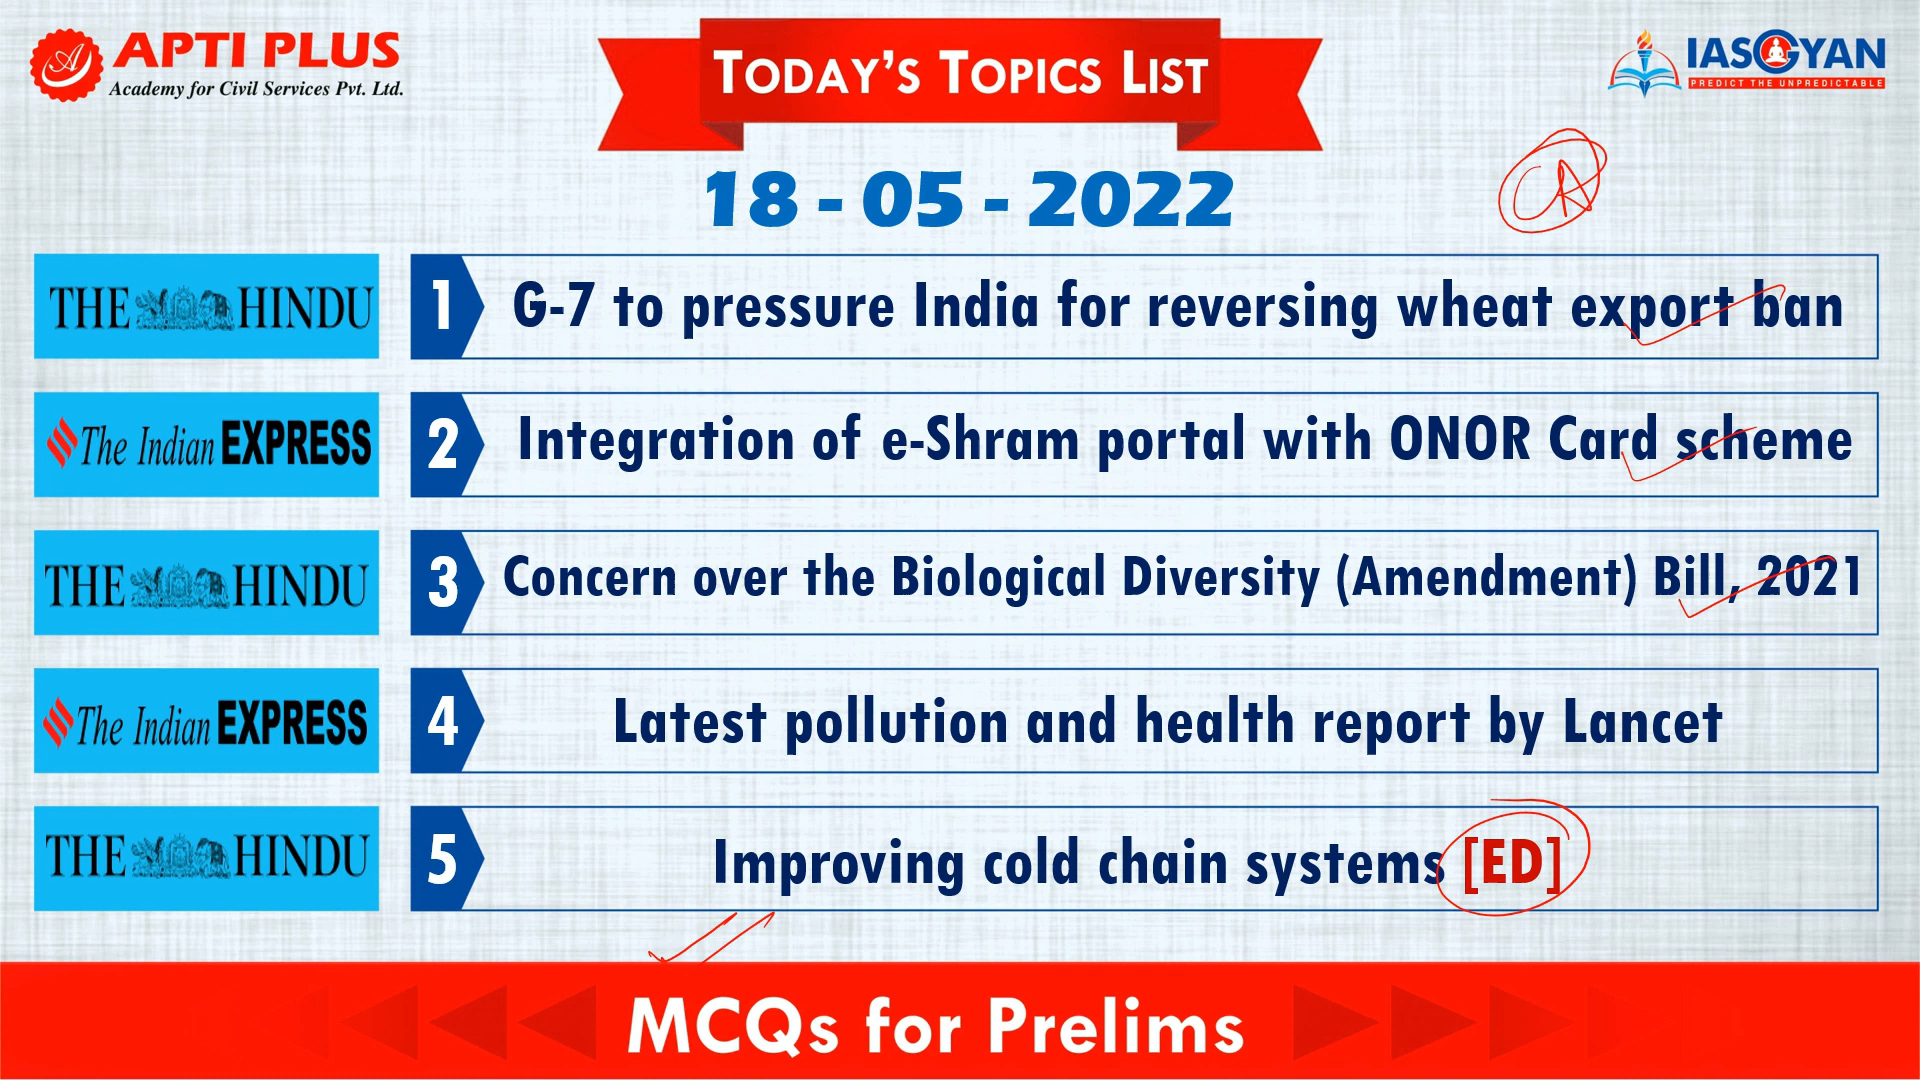 APTI PLUS
Academy for Civil Services Pvt. Ltd.
TODAY'S TOPICS LIST
IASGYAN
PREDICT THE UNPREDICTABLE
18 - 05 - 2022
CA
THE HINDU
1 G-7 to pressure India for reversing wheat export ban
The Indian EXPRESS
2 Integration of e-Shram portal with ONOR Card scheme
THE HINDU
3 Concern over the Biological Diversity (Amendment) Bill, 2021
The Indian EXPRESS
4 Latest pollution and health report by Lancet
THE HINDU
5 Improving cold chain systems [ED]
MCQs for Prelims